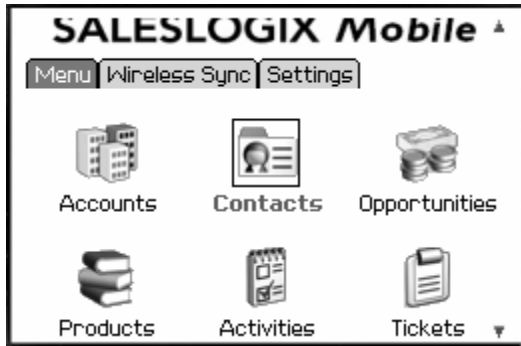 SALESLOGIX Mobile
Menu Wireless Sync Settings
Accounts Contacts Opportunities
Products Activities Tickets